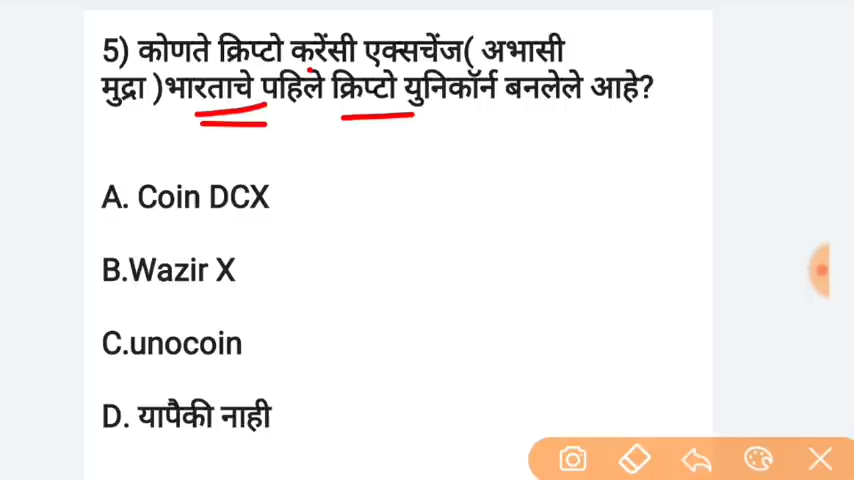 5) कोणते क्रिप्टो करेंसी एक्सचेंज( अभासी
मुद्रा )भारताचे पहिले क्रिप्टो युनिकॉर्न बनलेले आहे?
A. Coin DCX
B.Wazir X
C.unocoin
D. यापैकी नाही